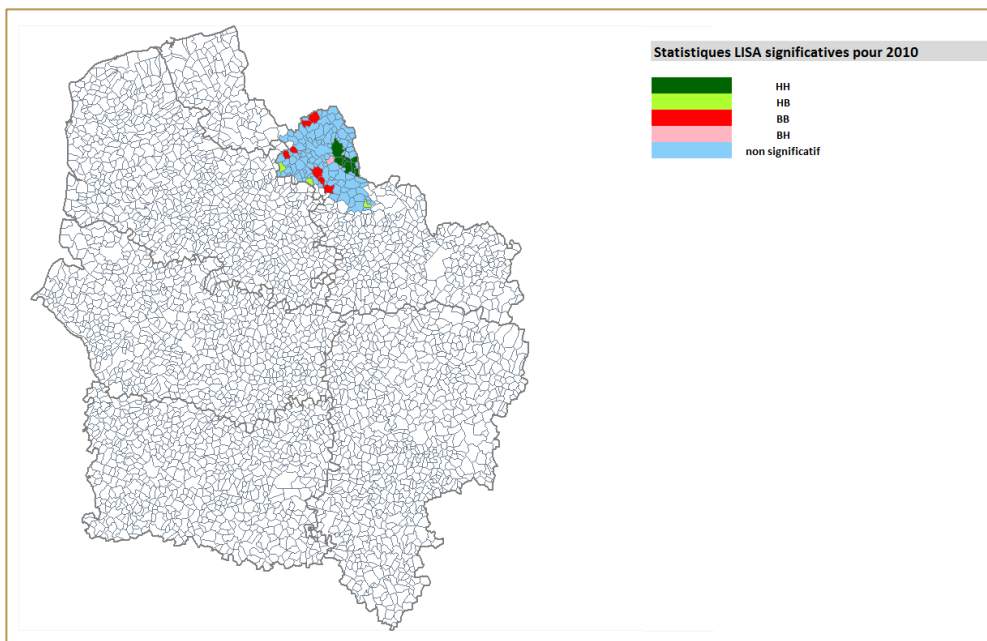 Statistiques LISA significatives pour 2010
HH
HB
BB
BH
non significatif